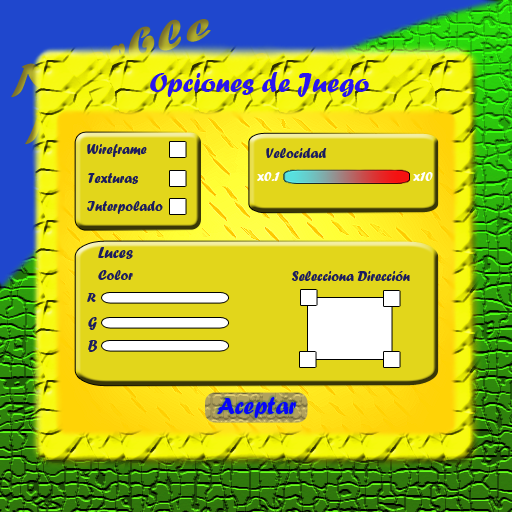 Opciones de Juego
Wireframe
Texturas
Interpolado
Velocidad
x0.1 x10
Luces
Color
R
G
B
Selecciona Dirección
Aceptar